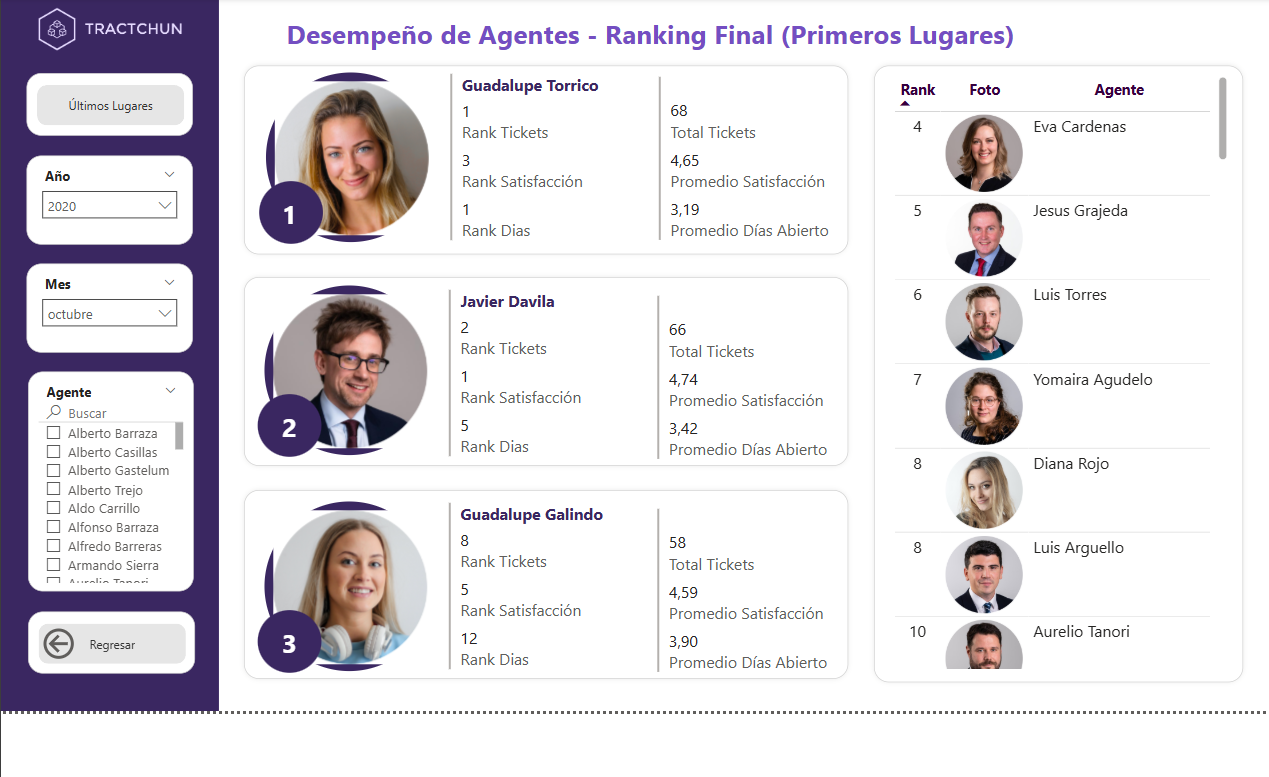 TRACTCHUN
Desempeño de Agentes - Ranking Final (Primeros Lugares)
Últimos Lugares
Año
2020
Mes
octubre
Agente
Buscar
Alberto Barraza
Alberto Casillas
Alberto Gastelum
Alberto Trejo
Aldo Carrillo
Alfonso Barraza
Alfredo Barreras
Armando Sierra
Aurelio Tanori
Regresar
1
Guadalupe Torrico
1
Rank Tickets
3
Rank Satisfacción
1
Rank Dias
68
Total Tickets
4,65
Promedio Satisfacción
3,19
Promedio Días Abierto
2
Javier Davila
2
Rank Tickets
1
Rank Satisfacción
5
Rank Dias
66
Total Tickets
4,74
Promedio Satisfacción
3,42
Promedio Días Abierto
3
Guadalupe Galindo
8
Rank Tickets
5
Rank Satisfacción
12
Rank Dias
58
Total Tickets
4,59
Promedio Satisfacción
3,90
Promedio Días Abierto
Rank Foto Agente
4 Eva Cardenas
5 Jesus Grajeda
6 Luis Torres
7 Yomaira Agudelo
8 Diana Rojo
8 Luis Arguello
10 Aurelio Tanori